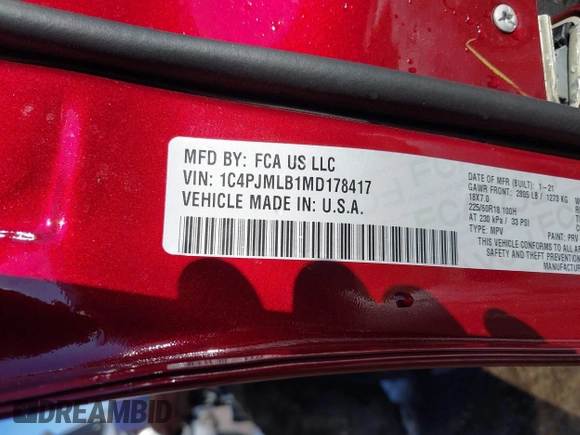 MFD BY: FCA US LLC
VIN: 1C4PJMLB1MD178417
VEHICLE MADE IN: U.S.A.
DATE OF MFR (BUILT): 1-21
GAWR FRONT: 2805 LB / 1273 KG
18X7.0
225/60R18 100H
AT 230 kPa / 33 PSI
TYPE: MPV
PAINT: PRV
THIS VEHICLE CONFORMS TO ALL
SAFETY AND THEFT PREVENTION
MANUFACTUR
DREAMBID